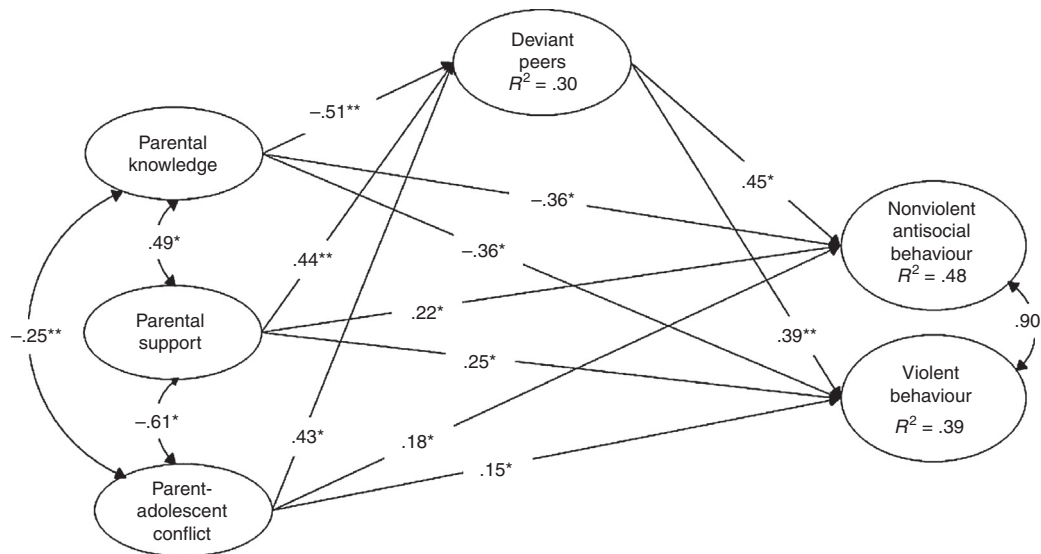 Deviant
peers
R² = .30
–.51**
Parental
knowledge
.45*
–.36*
Nonviolent
antisocial
behaviour
R² = .48
.49*
–.36*
.44**
.22*
.90
–.25**
Parental
support
.39**
.25*
Violent
behaviour
R² = .39
–.61*
.43**
.18*
.15*
Parent-
adolescent
conflict